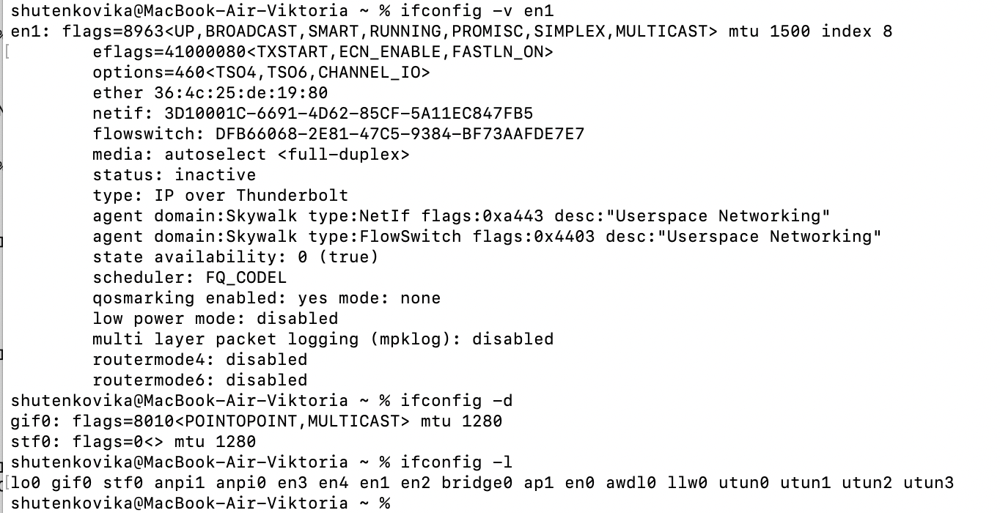 shutenkovika@MacBook-Air-Viktoria ~ % ifconfig -v en1
en1: flags=8963<UP,BROADCAST,SMART,RUNNING,PROMISC,SIMPLEX,MULTICAST> mtu 1500 index 8
[ eflags=41000080<TXSTART,ECN_ENABLE,FASTLN_ON>
options=460<TSO4,TSO6,CHANNEL_IO>
ether 36:4c:25:de:19:80
netif: 3D10001C-6691-4D62-85CF-5A11EC847FB5
flowswitch: DFB66068-2E81-47C5-9384-BF73AAFDE7E7
media: autoselect <full-duplex>
status: inactive
type: IP over Thunderbolt
agent domain:Skywalk type:NetIf flags:0xa443 desc:"Userspace Networking"
agent domain:Skywalk type:FlowSwitch flags:0x4403 desc:"Userspace Networking"
state availability: 0 (true)
scheduler: FQ_CODEL
qosmarking enabled: yes mode: none
low power mode: disabled
multi layer packet logging (mpklog): disabled
routermode4: disabled
routermode6: disabled
shutenkovika@MacBook-Air-Viktoria ~ % ifconfig -d
gif0: flags=8010<POINTOPOINT,MULTICAST> mtu 1280
stf0: flags=0<> mtu 1280
shutenkovika@MacBook-Air-Viktoria ~ % ifconfig -l
[lo0 gif0 stf0 anpi1 anpi0 en3 en4 en1 en2 bridge0 ap1 en0 awdl0 llw0 utun0 utun1 utun2 utun3
shutenkovika@MacBook-Air-Viktoria ~ %